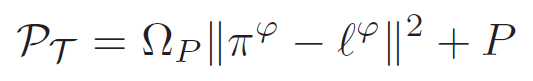 𝒫_𝒯 = Ω_P‖π^φ − ℓ^φ‖² + P